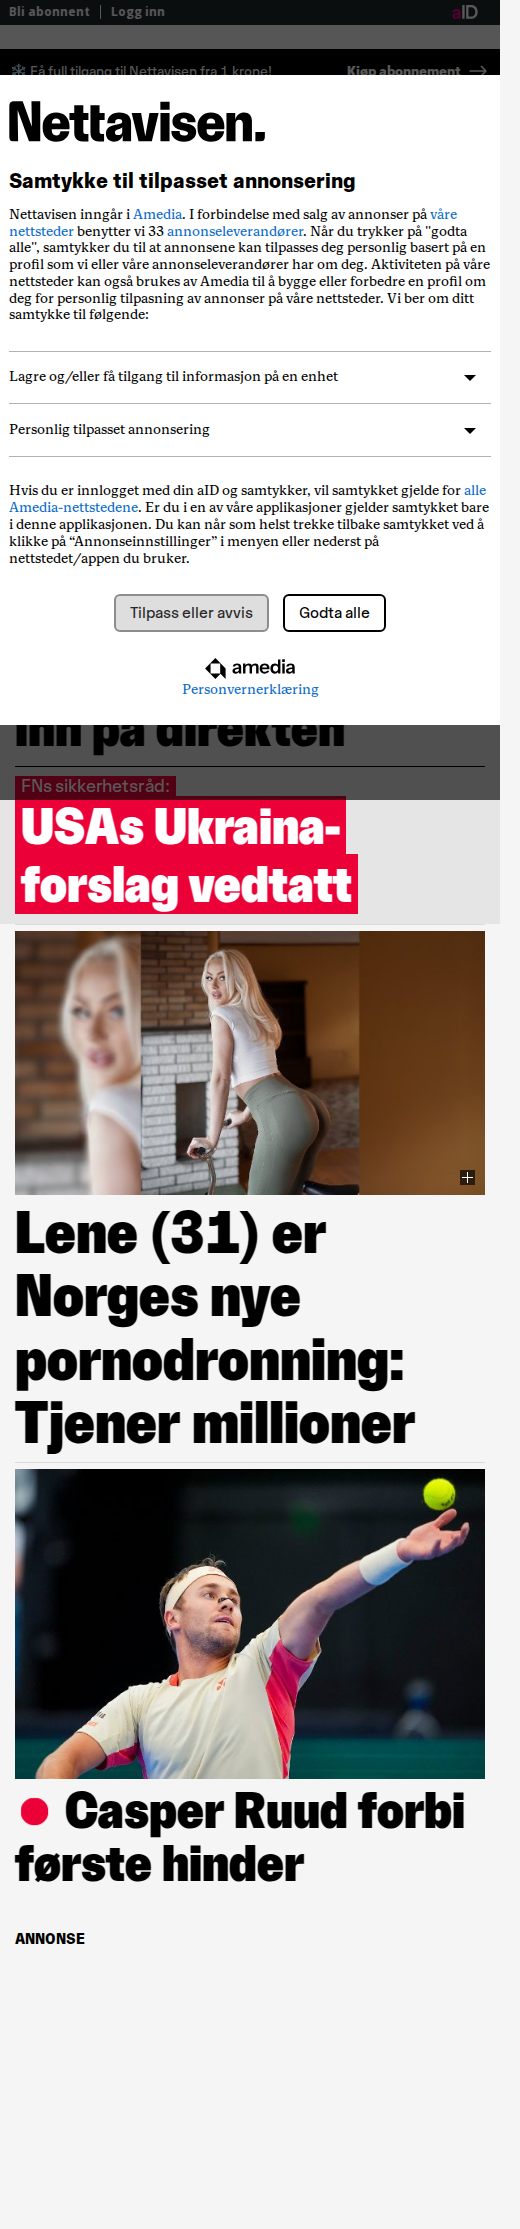 Bli abonnent
Logg inn
aID
Få full tilgang til Nettavisen fra 1 krone!
Kjøp abonnement
Nettavisen.
Samtykke til tilpasset annonsering
Nettavisen inngår i Amedia. I forbindelse med salg av annonser på våre
nettsteder benytter vi 33 annonseleverandører. Når du trykker på "godta
alle", samtykker du til at annonsene kan tilpasses deg personlig basert på en
profil som vi eller våre annonseleverandører har om deg. Aktiviteten på våre
nettsteder kan også brukes av Amedia til å bygge eller forbedre en profil om
deg for personlig tilpasning av annonser på våre nettsteder. Vi ber om ditt
samtykke til følgende:
Lagre og/eller få tilgang til informasjon på en enhet
Personlig tilpasset annonsering
Hvis du er innlogget med din aID og samtykker, vil samtykket gjelde for alle
Amedia-nettstedene. Er du i en av våre applikasjoner gjelder samtykket bare
i denne applikasjonen. Du kan når som helst trekke tilbake samtykket ved å
klikke på “Annonseinnstillinger” i menyen eller nederst på
nettstedet/appen du bruker.
Tilpass eller avvis
Godta alle
amedia
Personvernerklæring
inn på direkten
FNs sikkerhetsråd:
USAs Ukraina-
forslag vedtatt
Lene (31) er
Norges nye
pornodronning:
Tjener millioner
Casper Ruud forbi
første hinder
ANNONSE